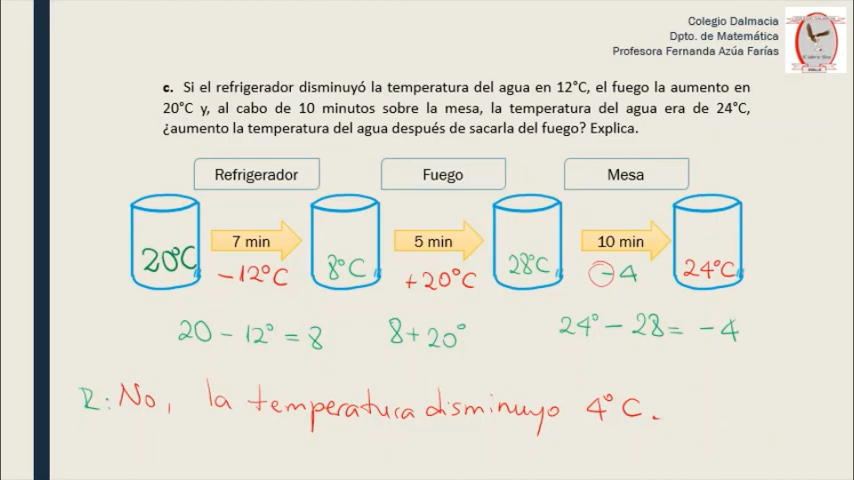 Colegio Dalmacia
Dpto. de Matemática
Profesora Fernanda Azúa Farías
c. Si el refrigerador disminuyó la temperatura del agua en 12°C, el fuego la aumento en
20°C y, al cabo de 10 minutos sobre la mesa, la temperatura del agua era de 24°C,
¿aumento la temperatura del agua después de sacarla del fuego? Explica.
Refrigerador Fuego Mesa
7 min 5 min 10 min
20°C 8°C 28°C 24°C
-12°C +20°C -4
20 - 12° = 8 8 + 20° 24° - 28 = -4
R: No, la temperatura disminuyo 4°C.